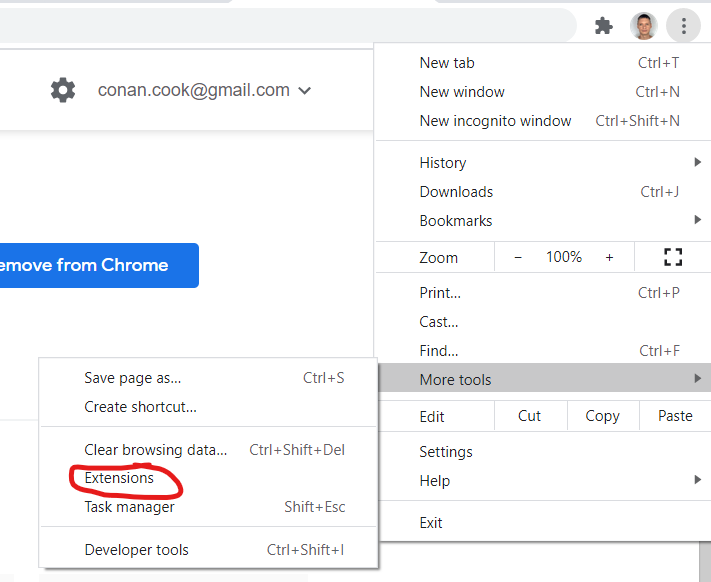 conan.cook@gmail.com
emove from Chrome
New tab Ctrl+T
New window Ctrl+N
New incognito window Ctrl+Shift+N
History
Downloads Ctrl+J
Bookmarks
Zoom - 100% +
Print... Ctrl+P
Cast...
Find... Ctrl+F
More tools
Edit Cut Copy Paste
Settings
Help
Exit
Save page as... Ctrl+S
Create shortcut...
Clear browsing data... Ctrl+Shift+Del
Extensions
Task manager Shift+Esc
Developer tools Ctrl+Shift+I